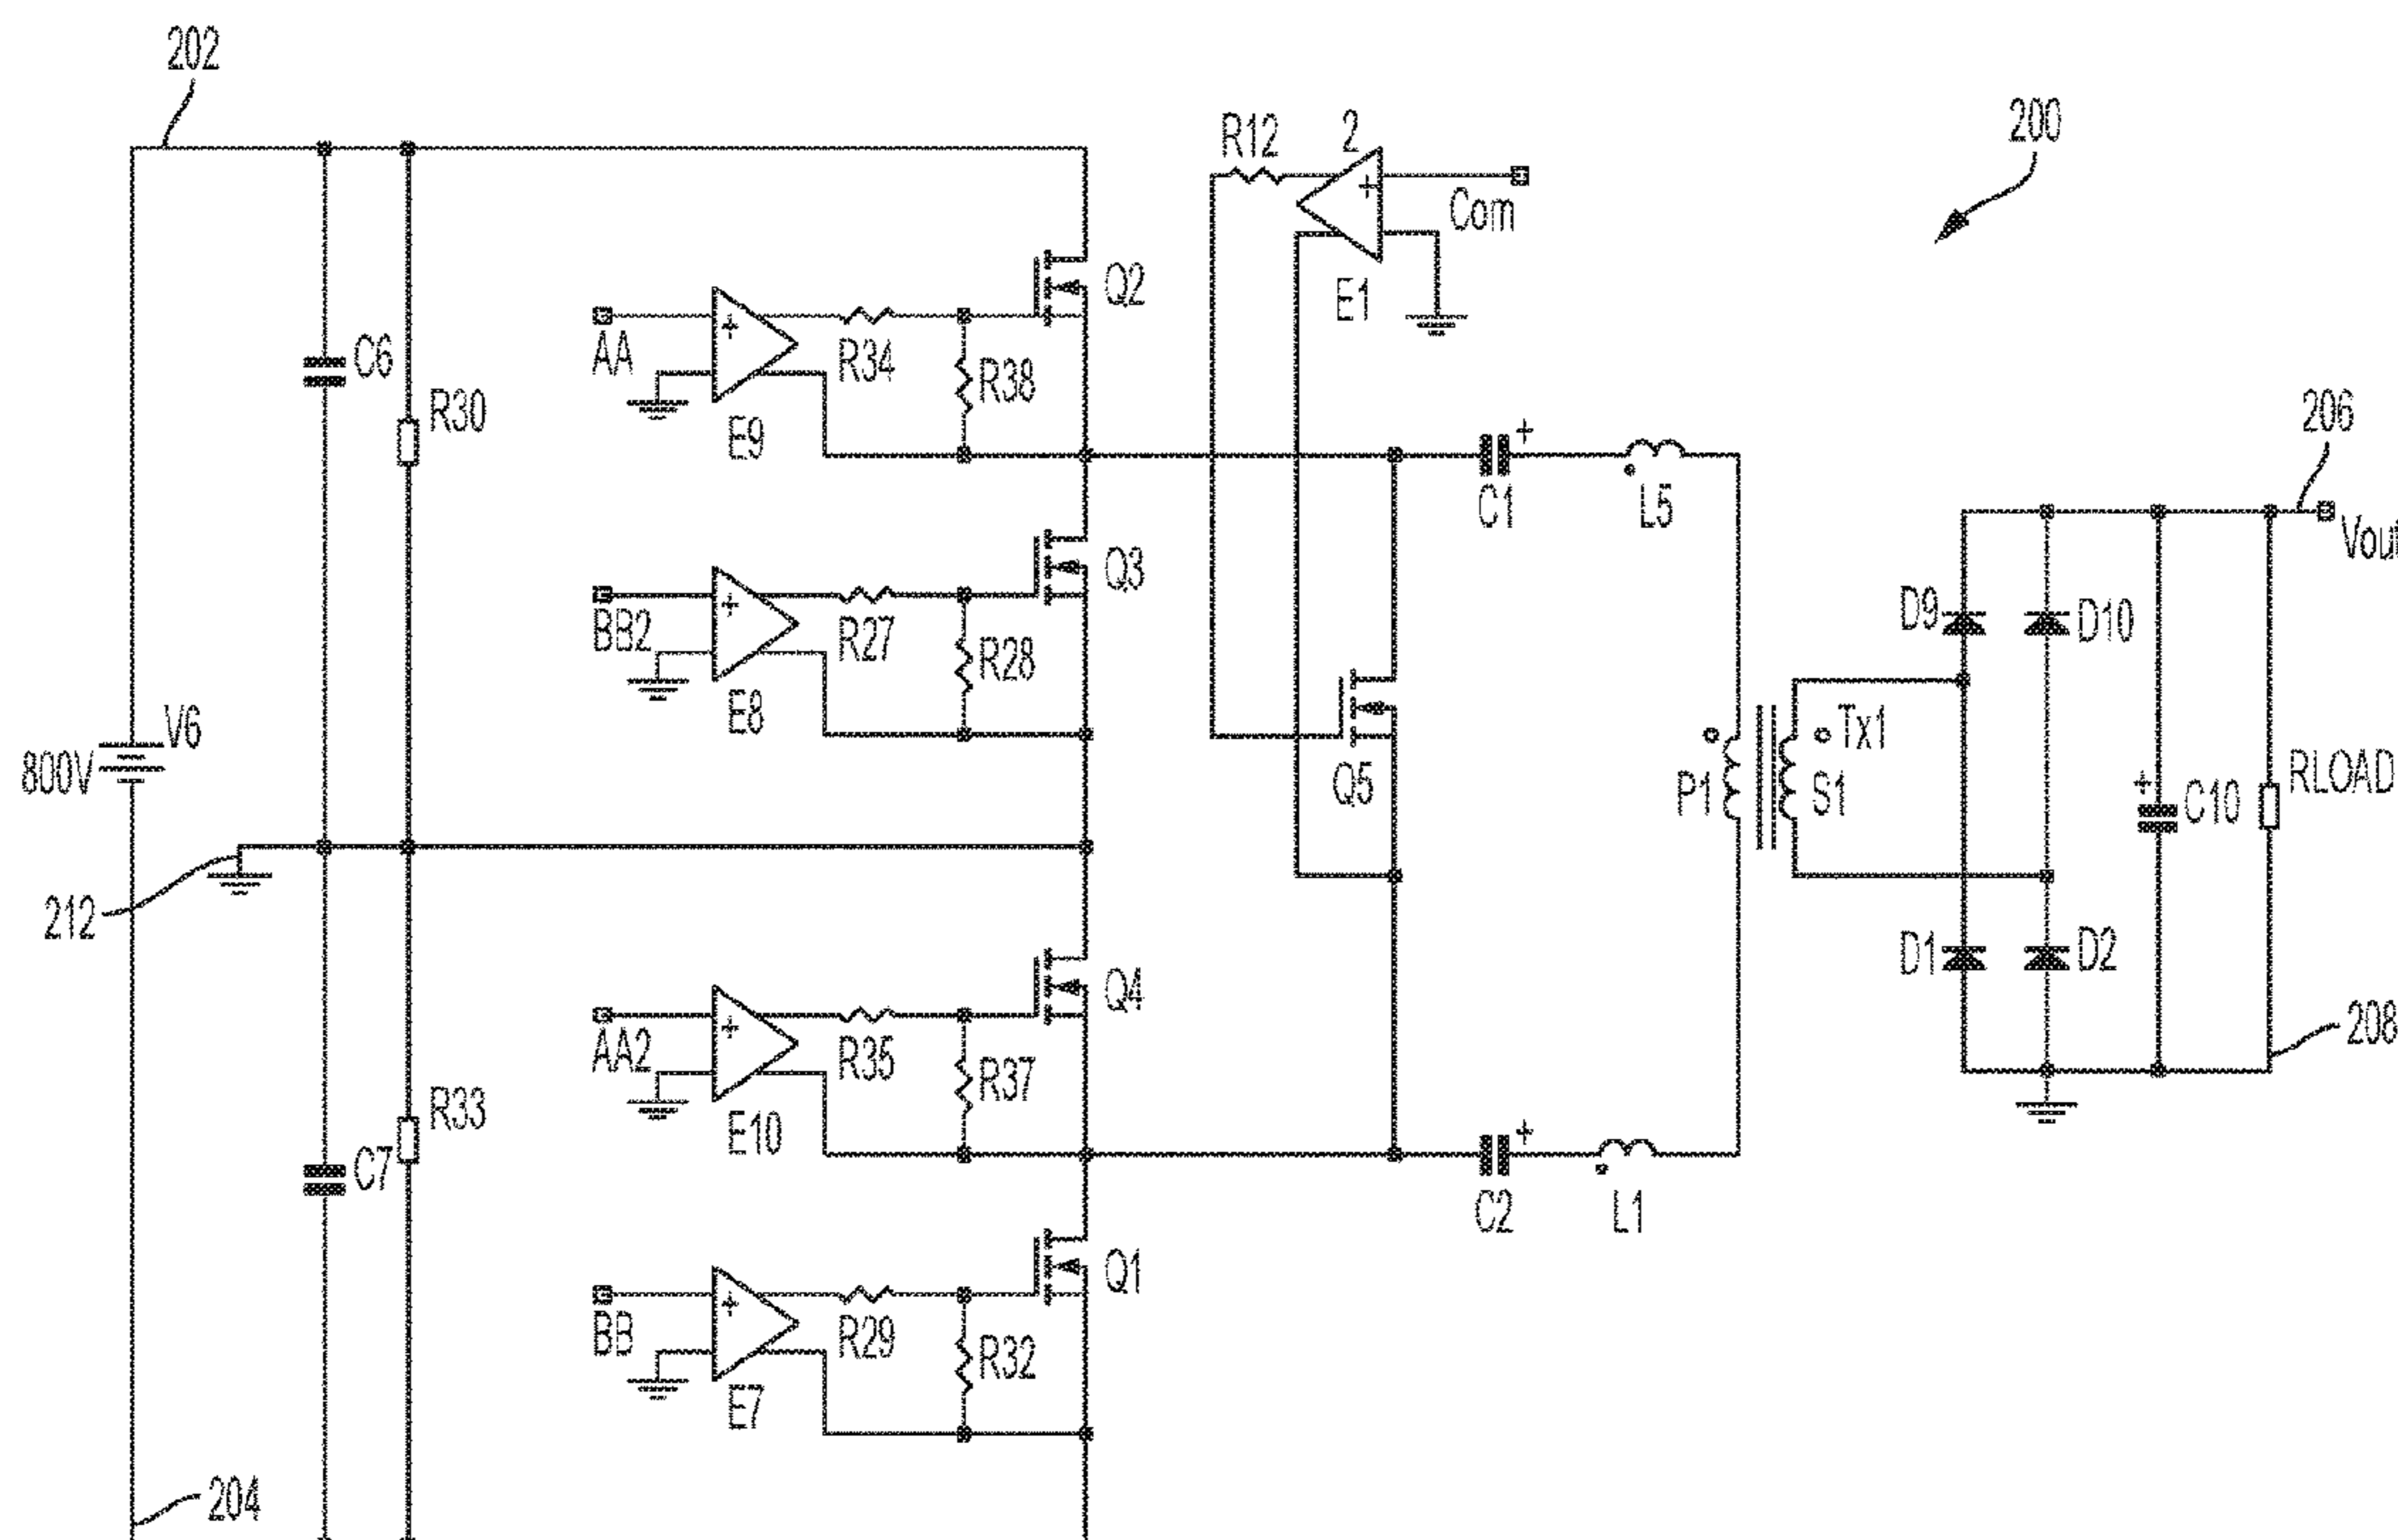 202
200
R12
2
Com
E1
Q2
AA
E9
R34
R38
C6
R30
206
C1
L5
Vout
Q3
BB2
E8
R27
R28
D9
D10
V6
800V
Q5
P1
Tx1
S1
C10
RLOAD
212
Q4
AA2
E10
R35
R37
D1
D2
208
R33
C7
C2
L1
Q1
BB
E7
R29
R32
204